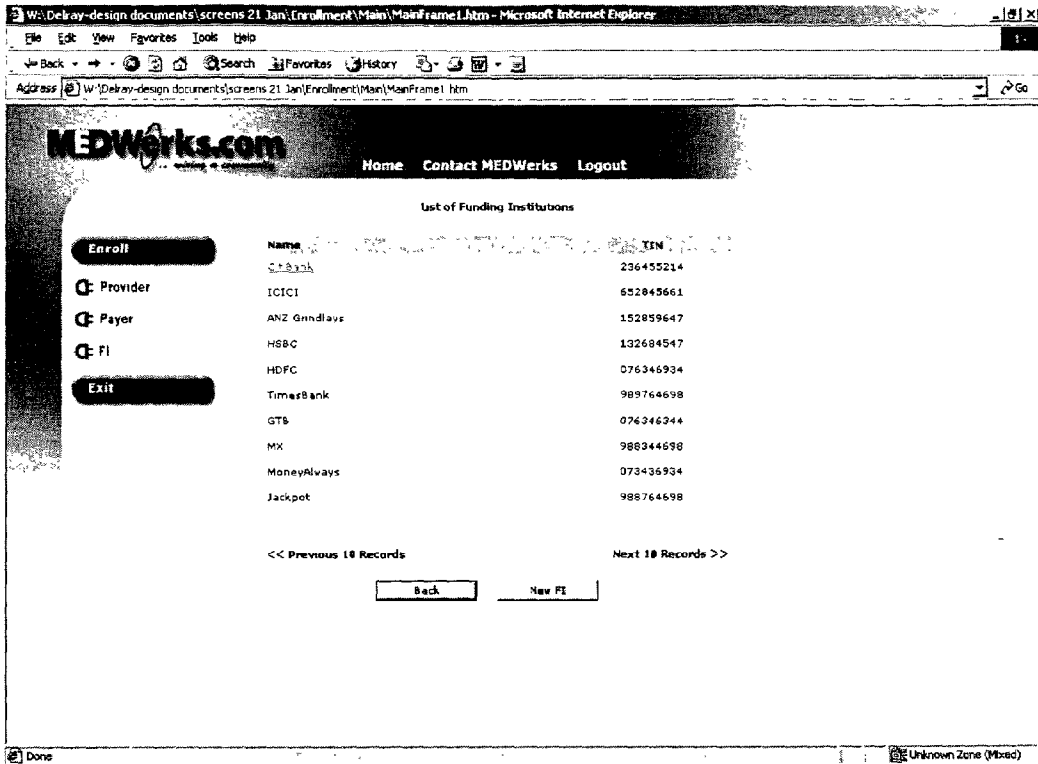 W:\Delray-design documents\screens 21 Jan\Enrollment\Main\MainFrame1.htm - Microsoft Internet Explorer
File Edit View Favorites Tools Help
Back Search Favorites History
Address W:\Delray-design documents\screens 21 Jan\Enrollment\Main\MainFrame1.htm Go
MEDWerks.com
... wiring a community
Home Contact MEDWerks Logout
List of Funding Institutions
Enroll
Provider
Payer
FI
Exit
Name TIN
CitiBank 236455214
ICICI 652845661
ANZ Grindlays 152859647
HSBC 132684547
HDFC 076346934
TimesBank 989764698
GTB 076346344
MX 988344698
MoneyAlways 073436934
Jackpot 988764698
<< Previous 10 Records Next 10 Records >>
Back New FI
Done Unknown Zone (Mixed)